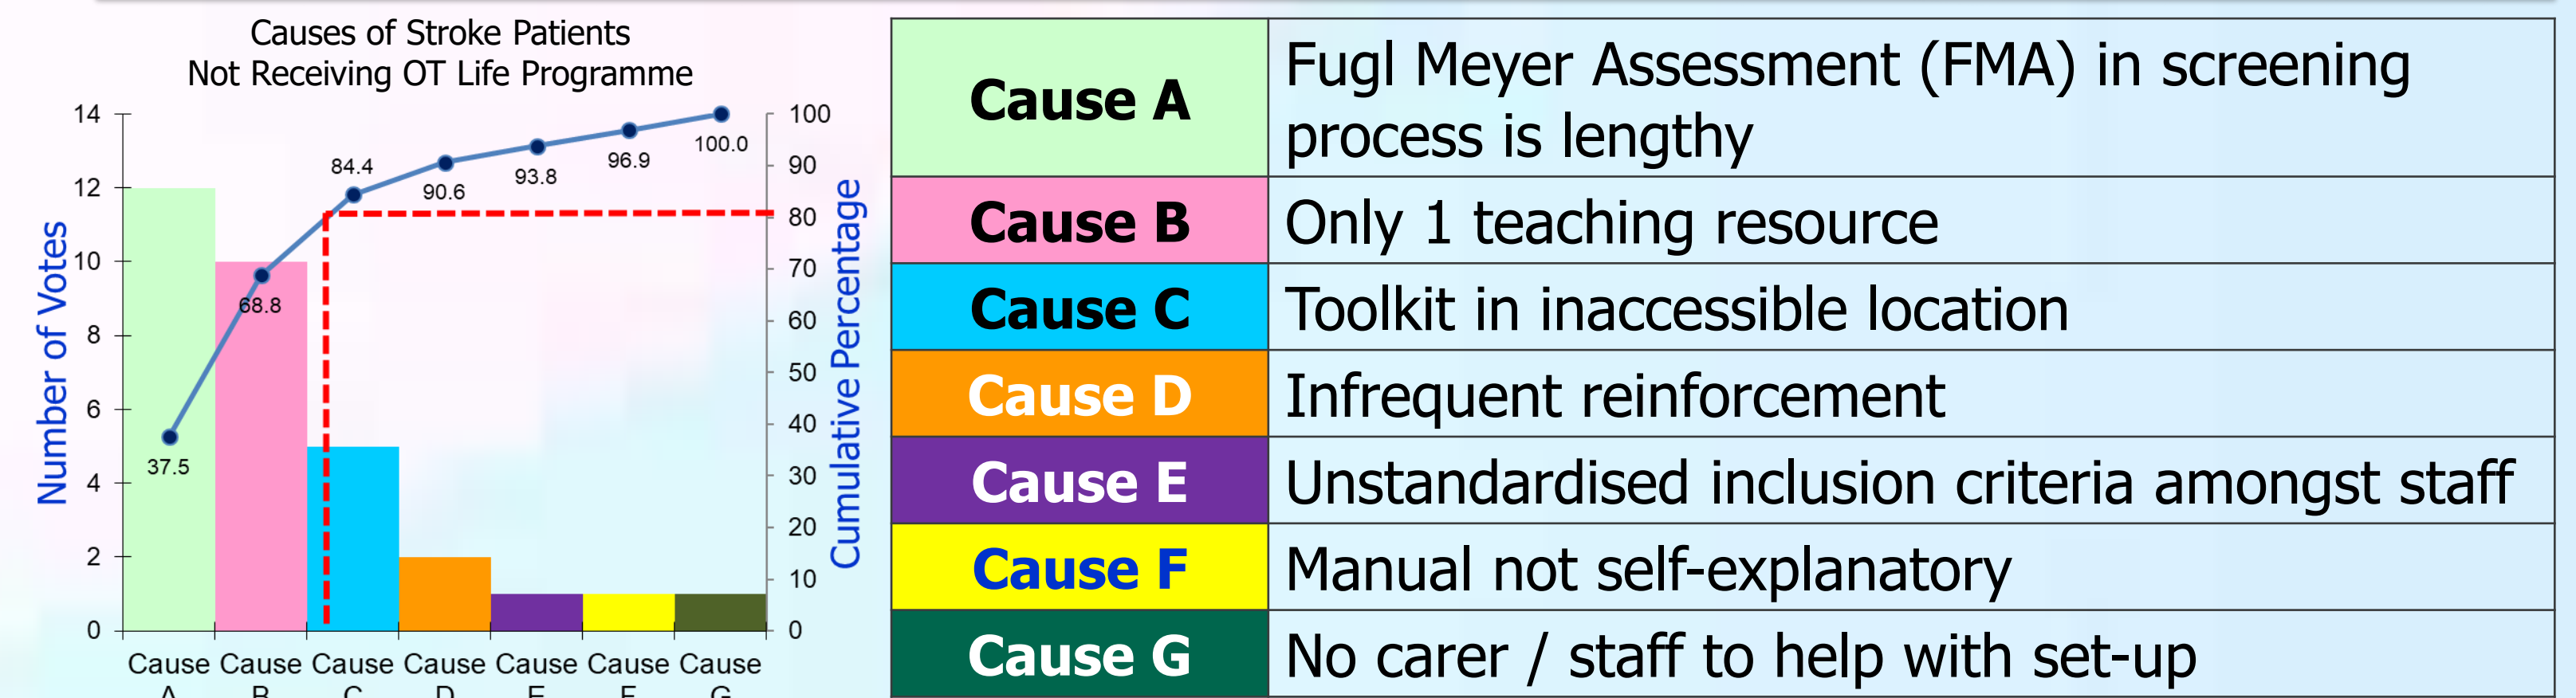 Causes of Stroke Patients
Not Receiving OT Life Programme
Number of Votes
14
12
10
8
6
4
2
0
37.5
68.8
84.4
90.6
93.8
96.9
100.0
100
90
80
70
60
50
40
30
20
10
0
Cumulative Percentage
Cause Cause Cause Cause Cause Cause Cause
A B C D E F G
Cause A
Fugl Meyer Assessment (FMA) in screening
process is lengthy
Cause B
Only 1 teaching resource
Cause C
Toolkit in inaccessible location
Cause D
Infrequent reinforcement
Cause E
Unstandardised inclusion criteria amongst staff
Cause F
Manual not self-explanatory
Cause G
No carer / staff to help with set-up